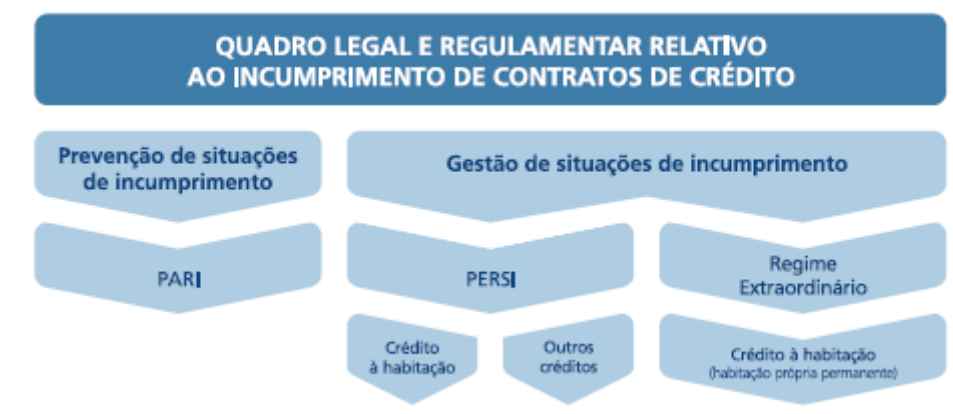 QUADRO LEGAL E REGULAMENTAR RELATIVO
AO INCUMPRIMENTO DE CONTRATOS DE CRÉDITO
Prevenção de situações
de incumprimento
Gestão de situações de incumprimento
PARI
PERSI
Regime
Extraordinário
Crédito
à habitação
Outros
créditos
Crédito à habitação
(habitação própria permanente)